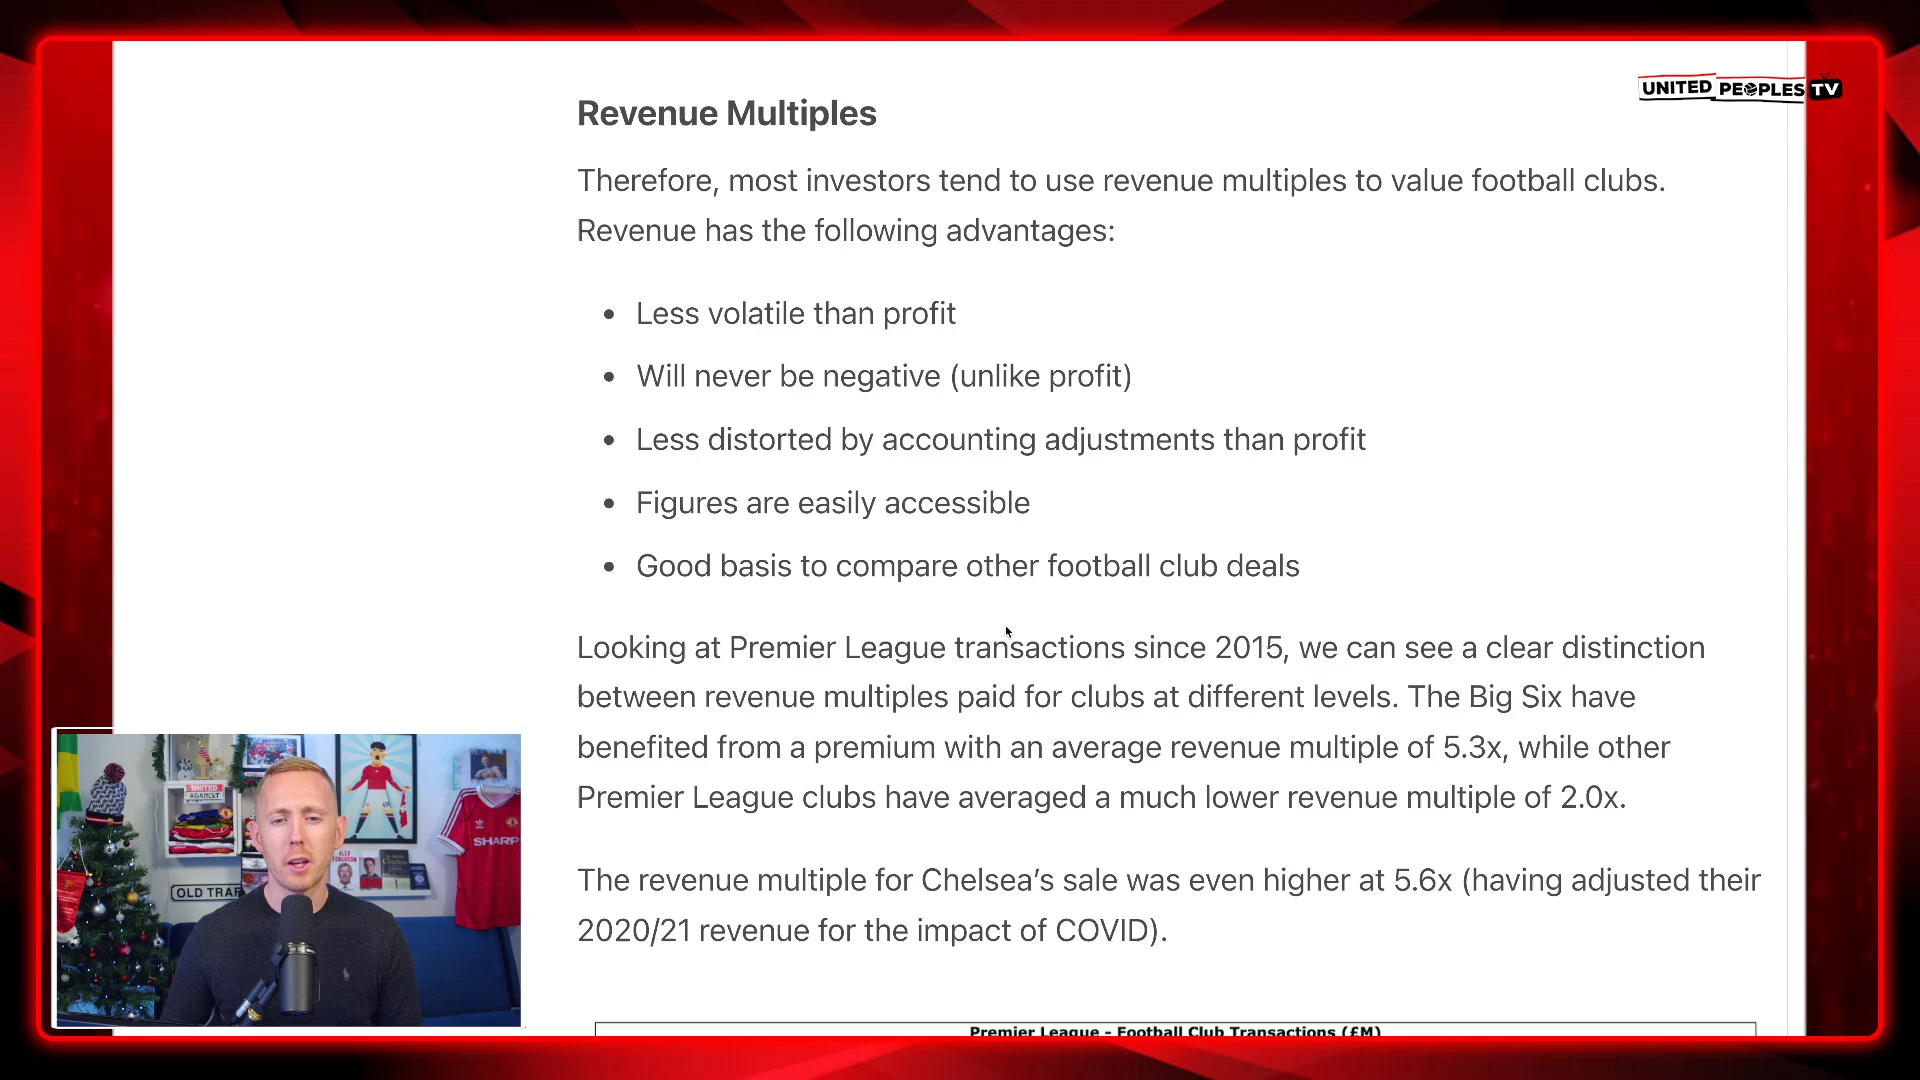 UNITED PEOPLES TV
Revenue Multiples
Therefore, most investors tend to use revenue multiples to value football clubs.
Revenue has the following advantages:
• Less volatile than profit
• Will never be negative (unlike profit)
• Less distorted by accounting adjustments than profit
• Figures are easily accessible
• Good basis to compare other football club deals
Looking at Premier League transactions since 2015, we can see a clear distinction
between revenue multiples paid for clubs at different levels. The Big Six have
benefited from a premium with an average revenue multiple of 5.3x, while other
Premier League clubs have averaged a much lower revenue multiple of 2.0x.
The revenue multiple for Chelsea’s sale was even higher at 5.6x (having adjusted their
2020/21 revenue for the impact of COVID).
Premier League - Football Club Transactions (£M)
UNITED
AGAINST
SHARP
ALEX
FERGUSON
OLD TRAF